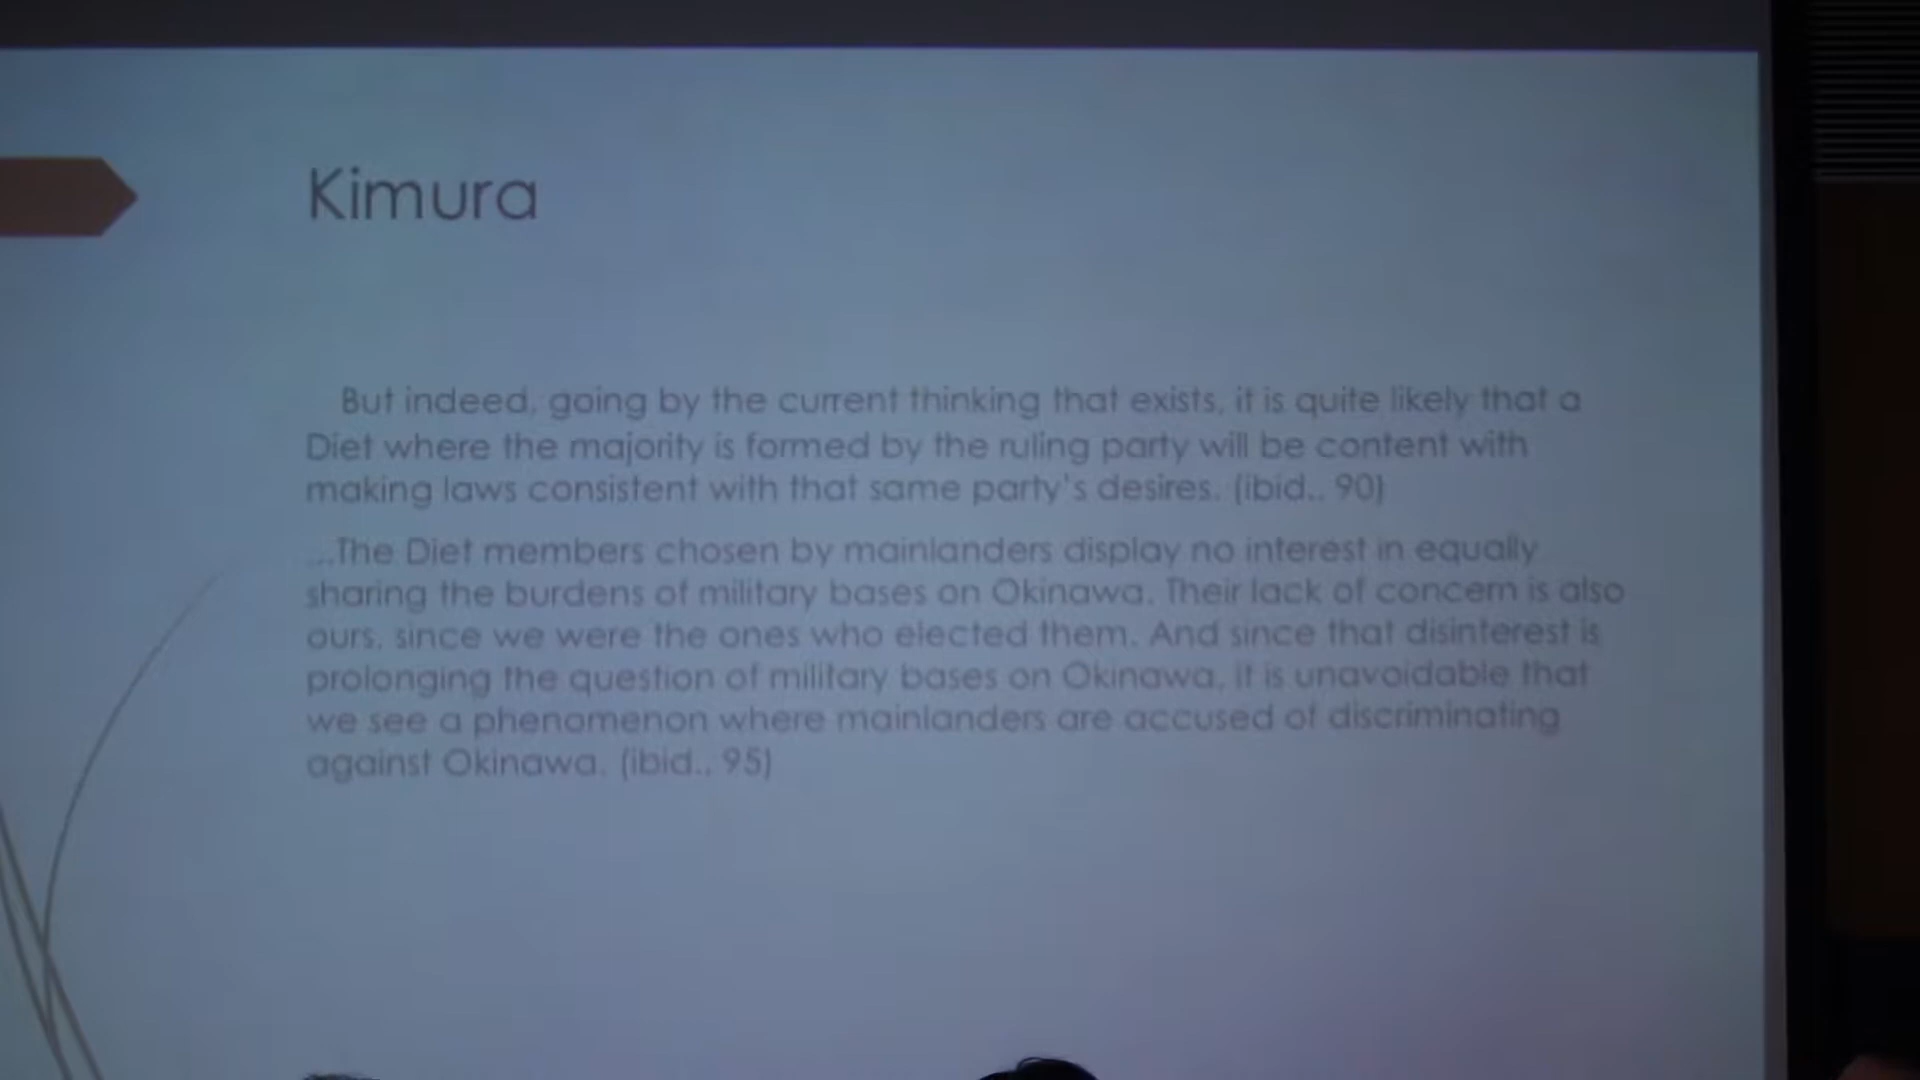 Kimura
But indeed, going by the current thinking that exists, it is quite likely that a
Diet where the majority is formed by the ruling party will be content with
making laws consistent with that same party's desires. (ibid., 90)
...The Diet members chosen by mainlanders display no interest in equally
sharing the burdens of military bases on Okinawa. Their lack of concern is also
ours, since we were the ones who elected them. And since that disinterest is
prolonging the question of military bases on Okinawa, it is unavoidable that
we see a phenomenon where mainlanders are accused of discriminating
against Okinawa. (ibid., 95)